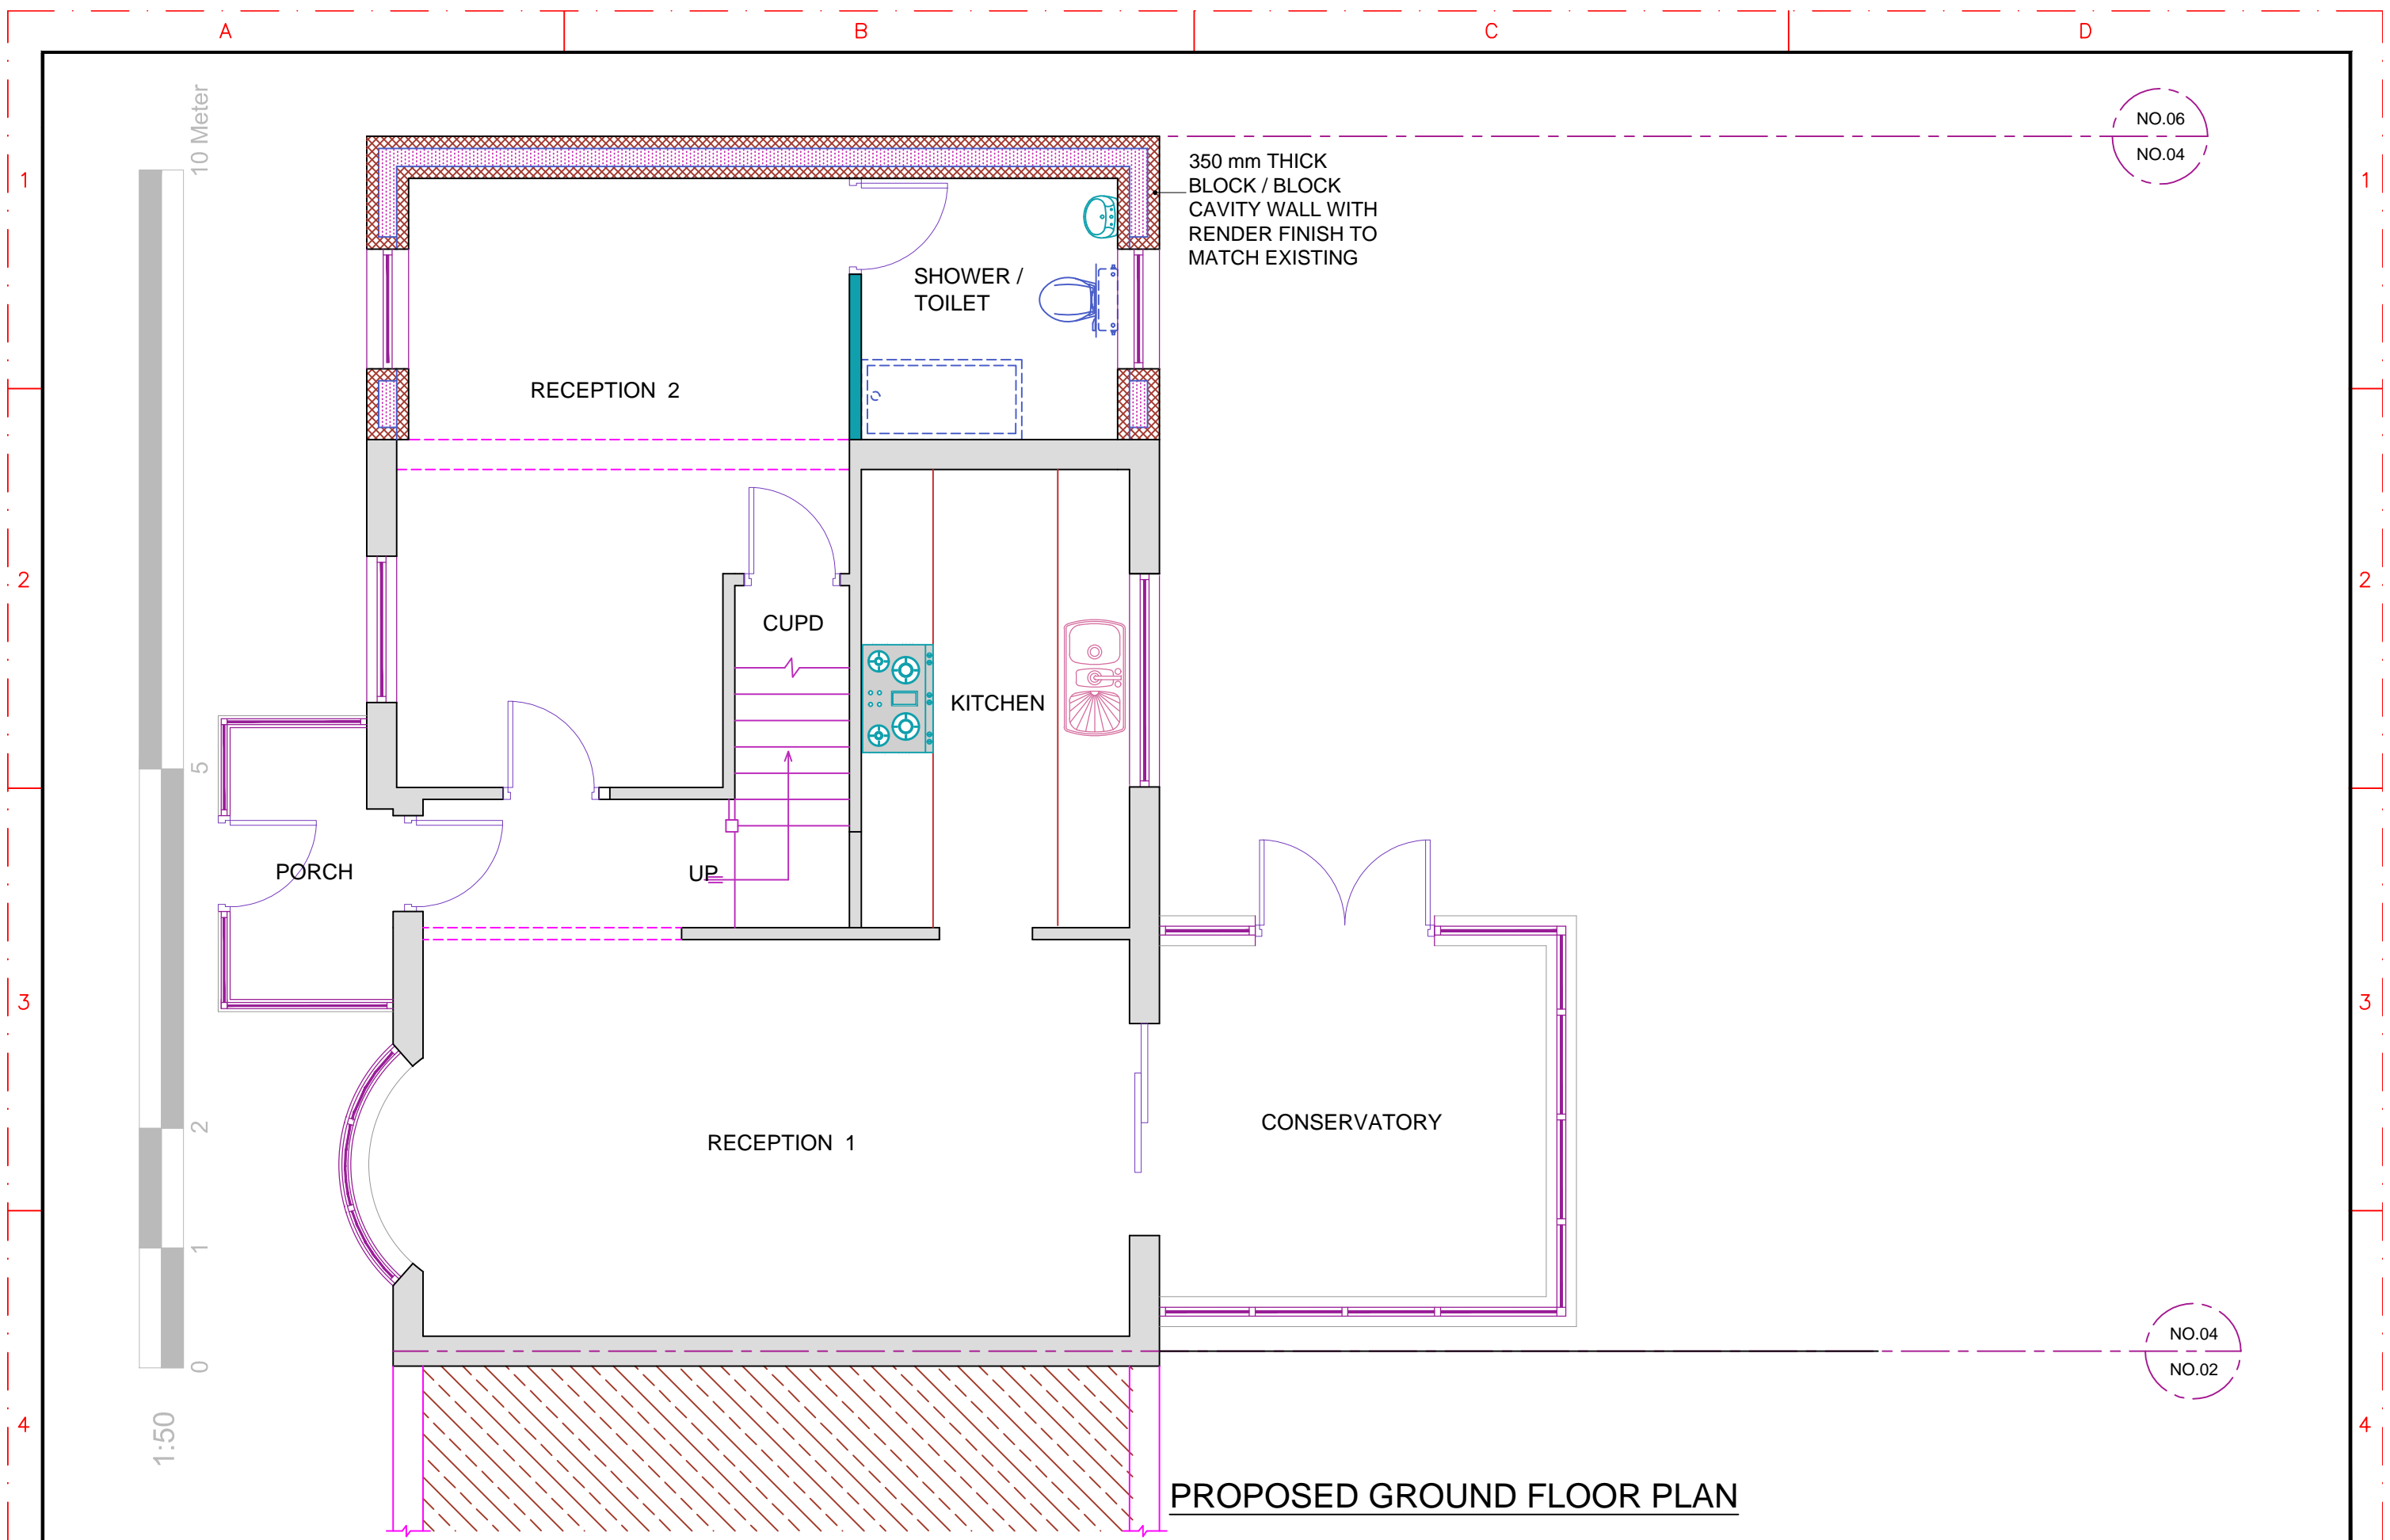 A
B
C
D
10 Meter
NO.06
NO.04
350 mm THICK
BLOCK / BLOCK
CAVITY WALL WITH
RENDER FINISH TO
MATCH EXISTING
1
1
SHOWER /
TOILET
RECEPTION  2
2
2
CUPD
KITCHEN
5
PORCH
UP
3
3
CONSERVATORY
2
RECEPTION  1
1
NO.04
NO.02
0
4
4
1:50
PROPOSED GROUND FLOOR PLAN